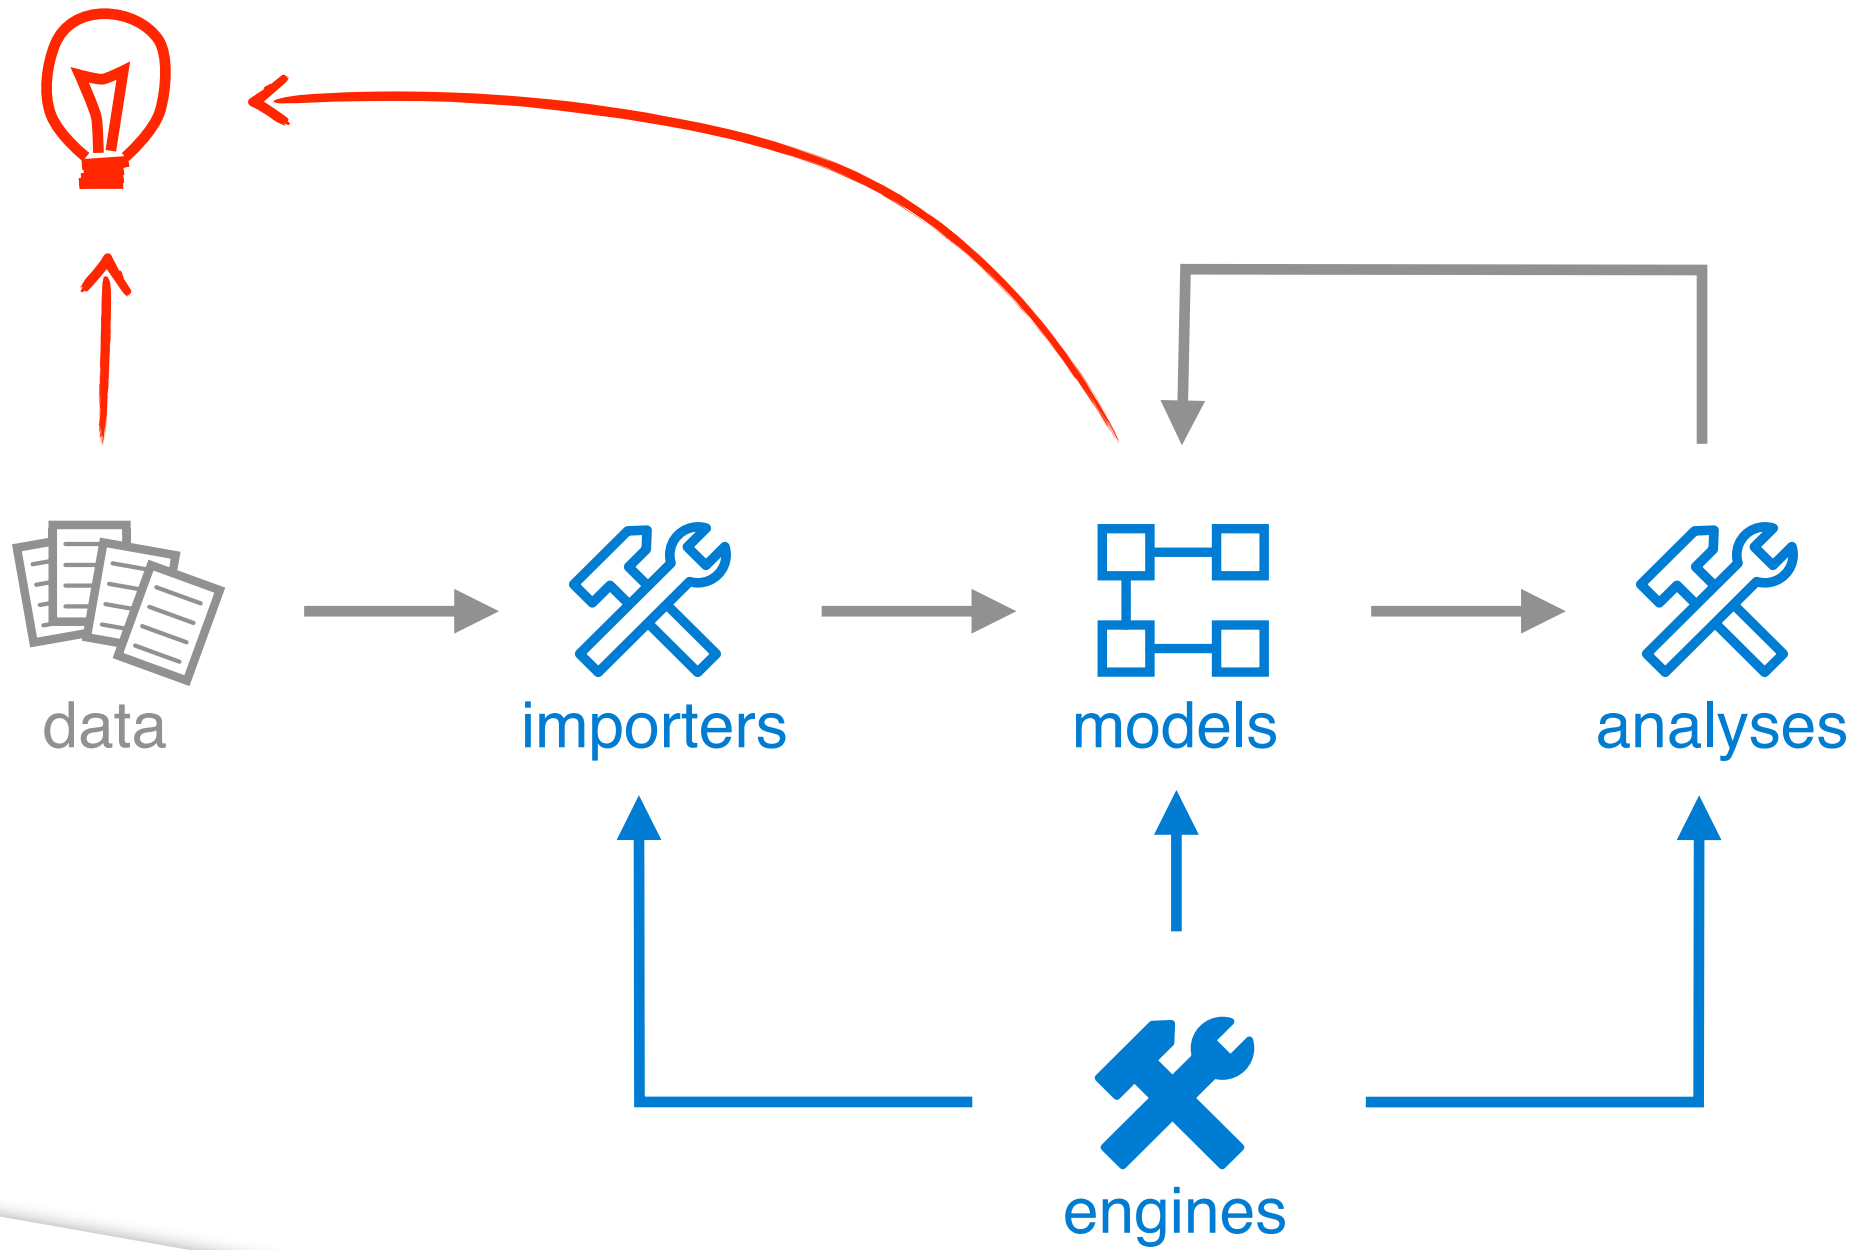 data
importers
models
analyses
engines